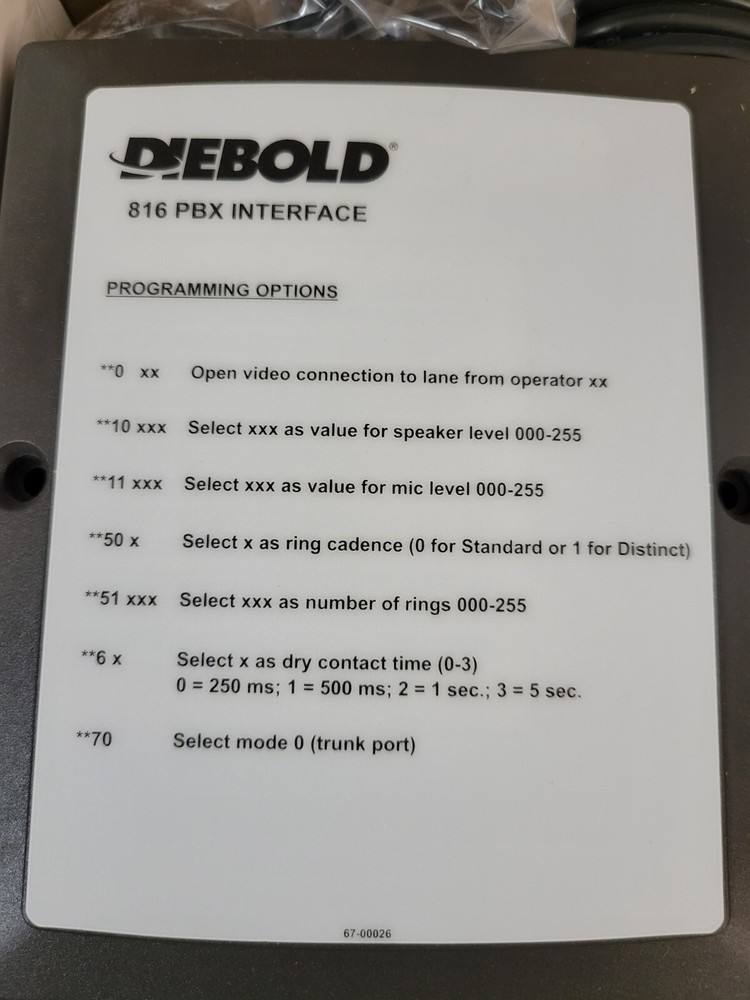 DIEBOLD®
816 PBX INTERFACE
PROGRAMMING OPTIONS
**0 xx Open video connection to lane from operator xx
**10 xxx Select xxx as value for speaker level 000-255
**11 xxx Select xxx as value for mic level 000-255
**50 x Select x as ring cadence (0 for Standard or 1 for Distinct)
**51 xxx Select xxx as number of rings 000-255
**6 x Select x as dry contact time (0-3)
0 = 250 ms; 1 = 500 ms; 2 = 1 sec.; 3 = 5 sec.
**70 Select mode 0 (trunk port)
67-00026